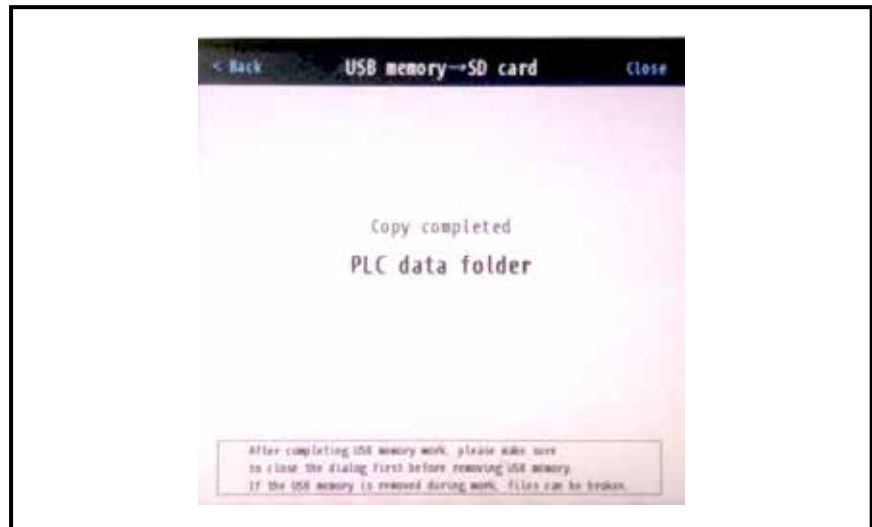 < Back USB memory→SD card Close
Copy completed
PLC data folder
After completing USB memory work, please make sure
to close the dialog first before removing USB memory.
If the USB memory is removed during work, files can be broken.